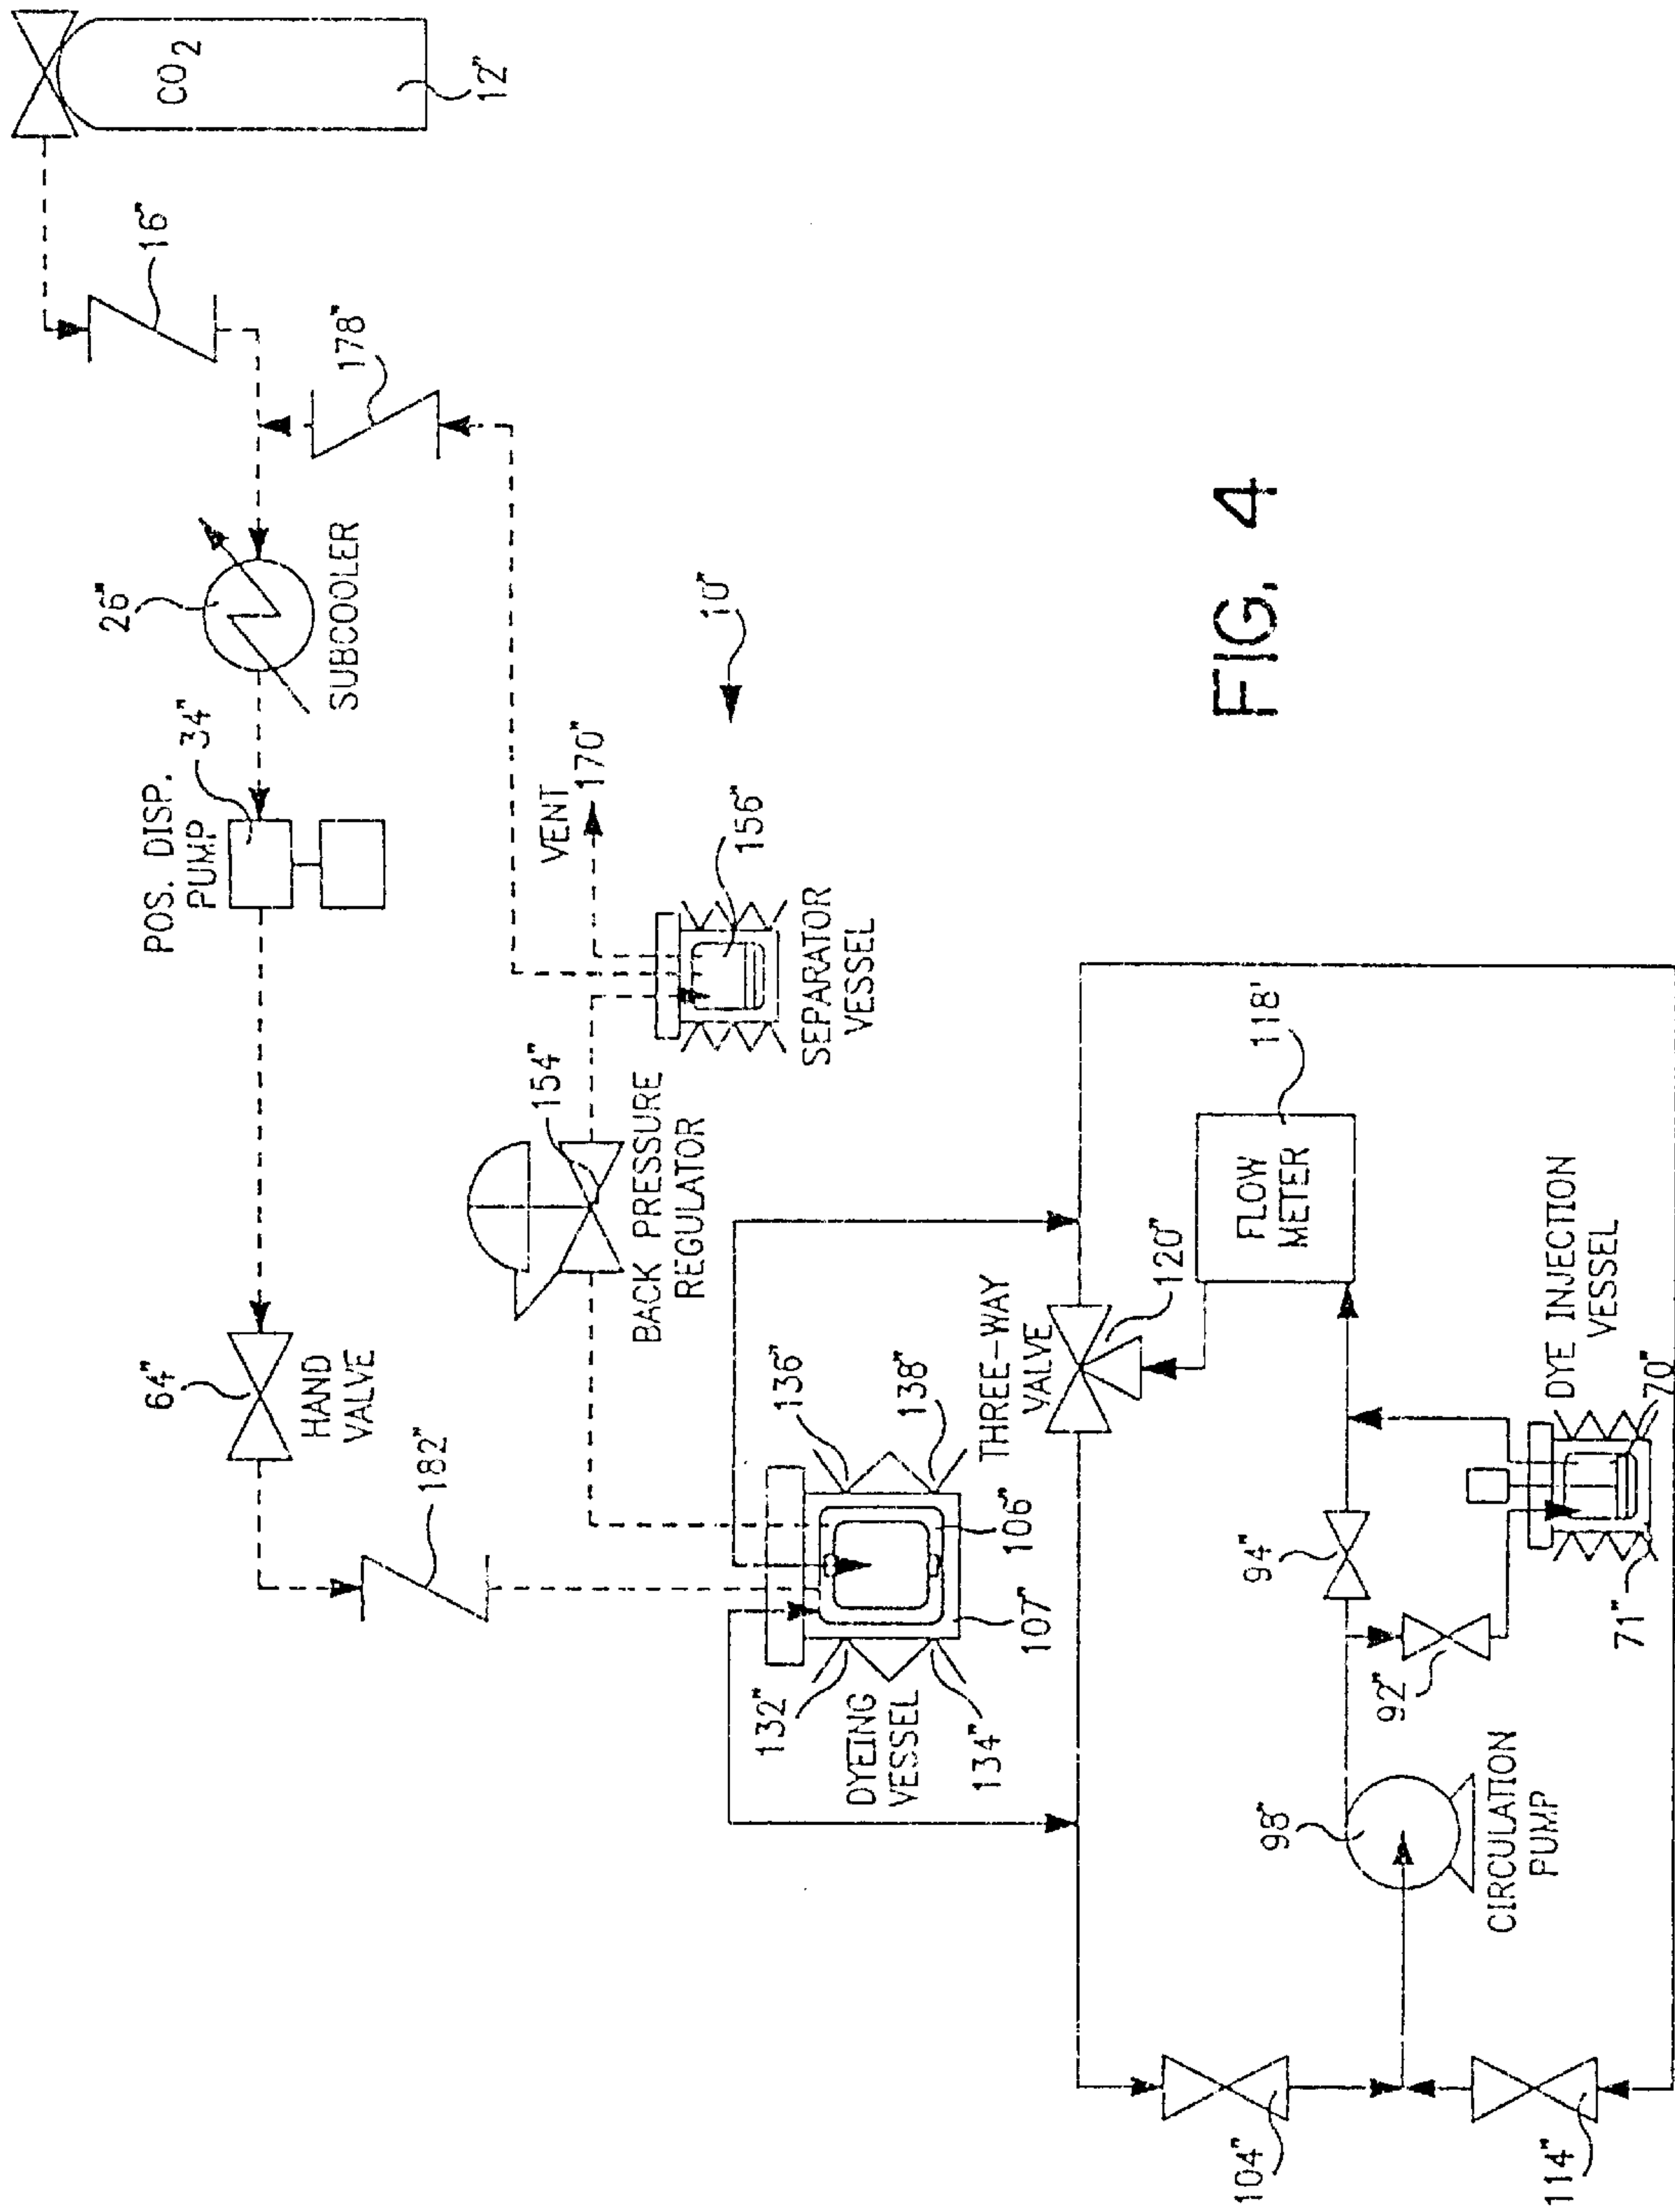 CO2
12"
16"
178"
26"
SUBCOOLER
POS. DISP.
PUMP
34"
64"
HAND
VALVE
182"
154"
BACK PRESSURE
REGULATOR
VENT
170"
156"
SEPARATOR
VESSEL
10"
132"
DYEING
VESSEL
134"
136"
138"
106"
107"
THREE-WAY
VALVE
120"
118'
FLOW
METER
DYE INJECTION
VESSEL
70"
71"
94"
92"
98"
CIRCULATION
PUMP
104"
114"
FIG. 4